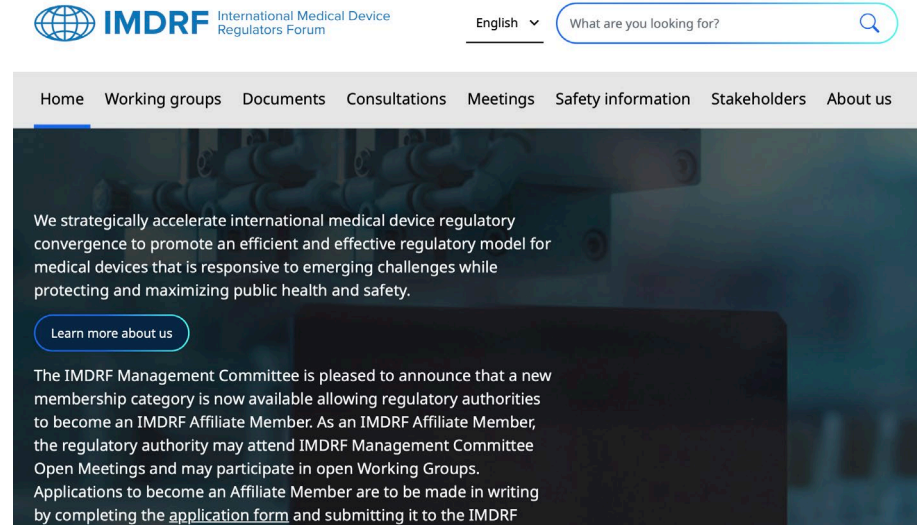 IMDRF International Medical Device
Regulators Forum
English
What are you looking for?
Home Working groups Documents Consultations Meetings Safety information Stakeholders About us
We strategically accelerate international medical device regulatory
convergence to promote an efficient and effective regulatory model for
medical devices that is responsive to emerging challenges while
protecting and maximizing public health and safety.
Learn more about us
The IMDRF Management Committee is pleased to announce that a new
membership category is now available allowing regulatory authorities
to become an IMDRF Affiliate Member. As an IMDRF Affiliate Member,
the regulatory authority may attend IMDRF Management Committee
Open Meetings and may participate in open Working Groups.
Applications to become an Affiliate Member are to be made in writing
by completing the application form and submitting it to the IMDRF